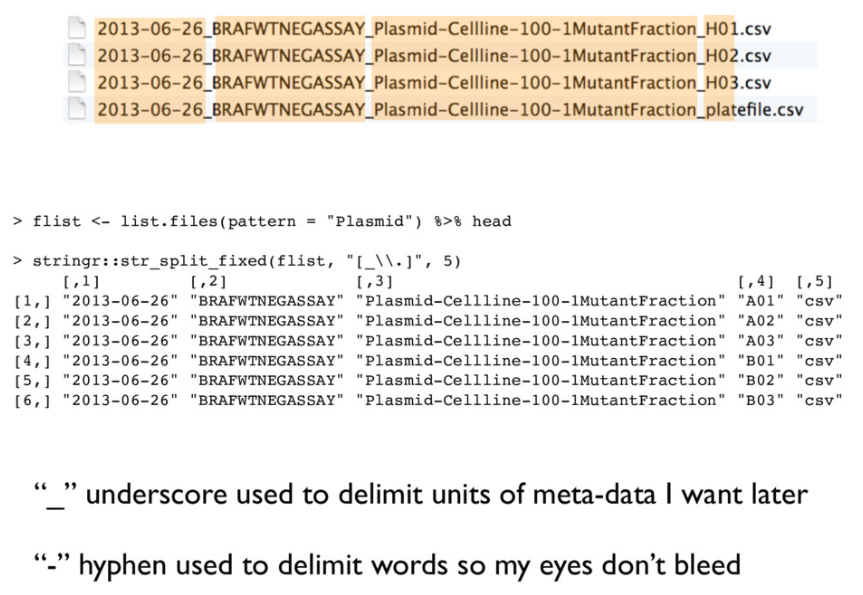 2013-06-26_BRAFWTNEGASSAY_Plasmid-Cellline-100-1MutantFraction_H01.csv
2013-06-26_BRAFWTNEGASSAY_Plasmid-Cellline-100-1MutantFraction_H02.csv
2013-06-26_BRAFWTNEGASSAY_Plasmid-Cellline-100-1MutantFraction_H03.csv
2013-06-26_BRAFWTNEGASSAY_Plasmid-Cellline-100-1MutantFraction_platefile.csv
> flist <- list.files(pattern = "Plasmid") %>% head
> stringr::str_split_fixed(flist, "[_\\.]", 5)
[,1] [,2] [,3] [,4] [,5]
[1,] "2013-06-26" "BRAFWTNEGASSAY" "Plasmid-Cellline-100-1MutantFraction" "A01" "csv"
[2,] "2013-06-26" "BRAFWTNEGASSAY" "Plasmid-Cellline-100-1MutantFraction" "A02" "csv"
[3,] "2013-06-26" "BRAFWTNEGASSAY" "Plasmid-Cellline-100-1MutantFraction" "A03" "csv"
[4,] "2013-06-26" "BRAFWTNEGASSAY" "Plasmid-Cellline-100-1MutantFraction" "B01" "csv"
[5,] "2013-06-26" "BRAFWTNEGASSAY" "Plasmid-Cellline-100-1MutantFraction" "B02" "csv"
[6,] "2013-06-26" "BRAFWTNEGASSAY" "Plasmid-Cellline-100-1MutantFraction" "B03" "csv"
“_” underscore used to delimit units of meta-data I want later
“-” hyphen used to delimit words so my eyes don’t bleed